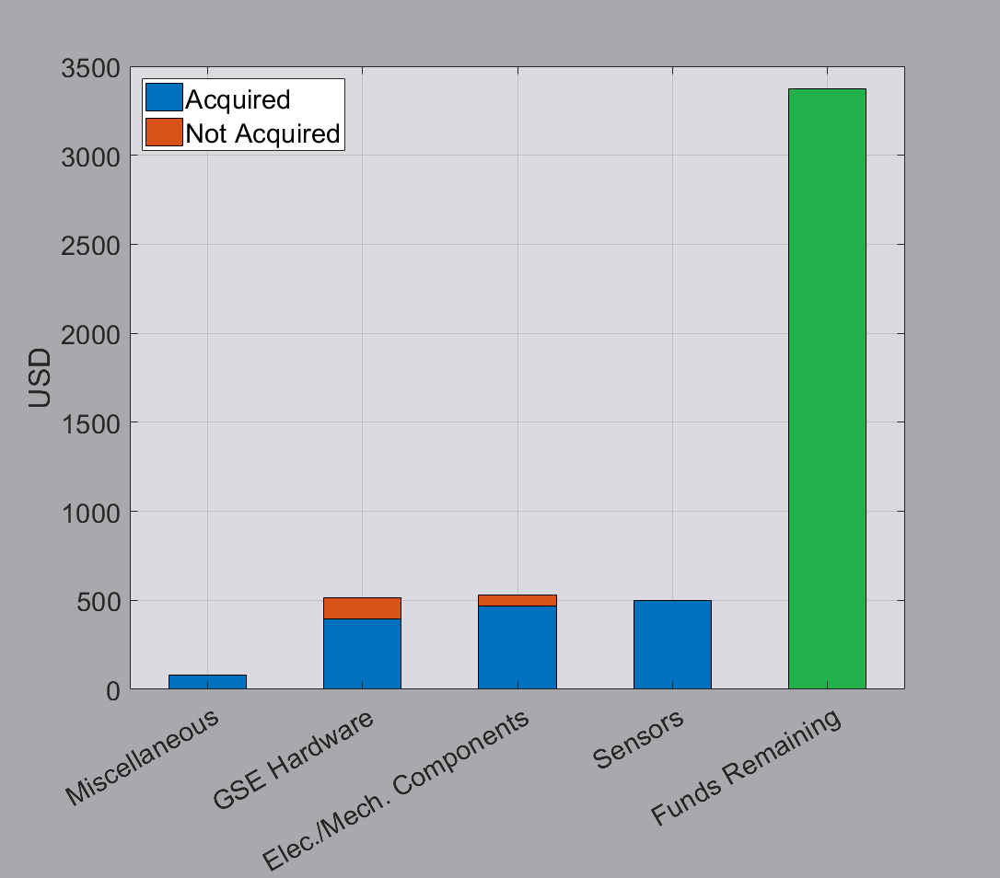 3500
3000
2500
2000
1500
1000
500
0
USD
Acquired
Not Acquired
Miscellaneous
GSE Hardware
Elec./Mech. Components
Sensors
Funds Remaining